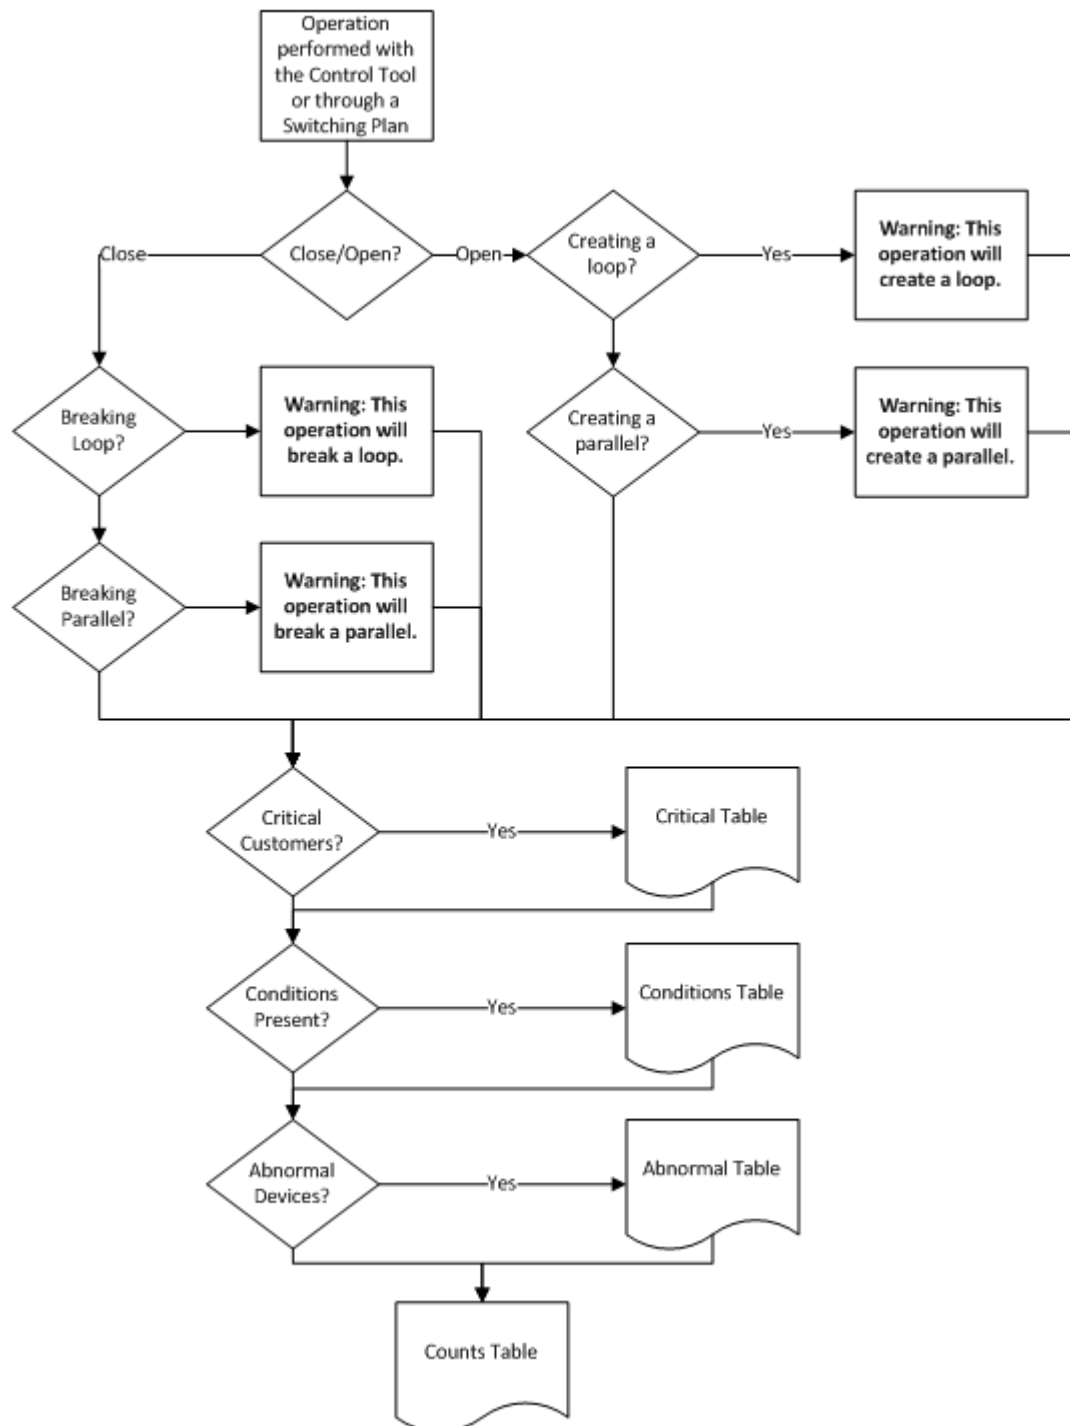 Operation
performed with
the Control Tool
or through a
Switching Plan
Close
Close/Open?
Open
Creating a
loop?
Yes
Warning: This
operation will
create a loop.
Breaking
Loop?
Warning: This
operation will
break a loop.
Creating a
parallel?
Yes
Warning: This
operation will
create a parallel.
Breaking
Parallel?
Warning: This
operation will
break a parallel.
Critical
Customers?
Yes
Critical Table
Conditions
Present?
Yes
Conditions Table
Abnormal
Devices?
Yes
Abnormal Table
Counts Table